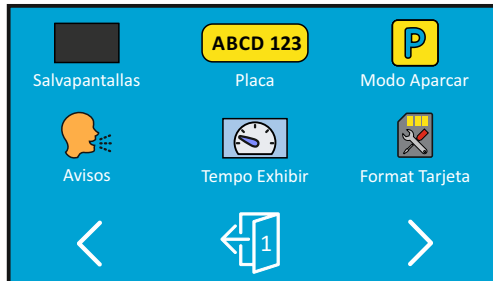 ABCD 123
P
Salvapantallas
Placa
Modo Aparcar
Avisos
Tempo Exhibir
Format Tarjeta
1